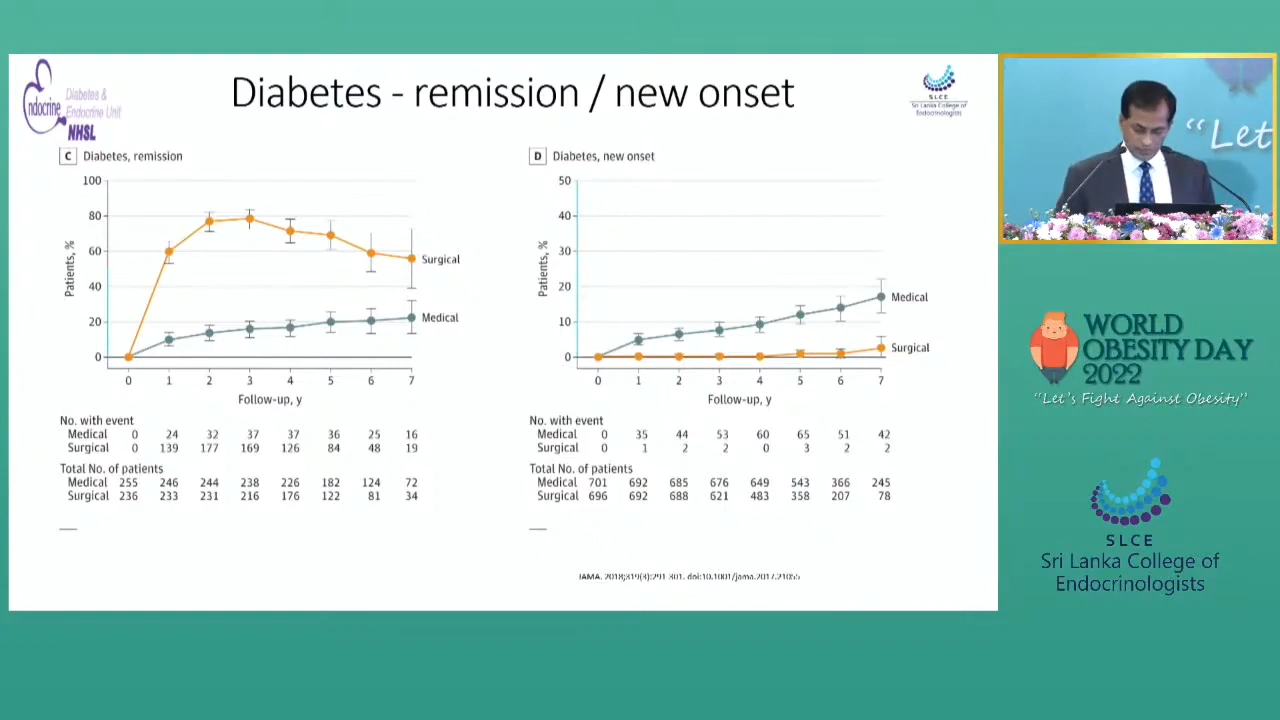 Diabetes - remission / new onset
ndocrine
Diabetes &
Endocrine Unit
NHSL
SLCE
Sri Lanka College of
Endocrinologists
C Diabetes, remission
100
80
60
40
20
0
Patients, %
Surgical
Medical
0 1 2 3 4 5 6 7
Follow-up, y
No. with event
Medical 0 24 32 37 37 36 25 16
Surgical 0 139 177 169 126 84 48 19
Total No. of patients
Medical 255 246 244 238 226 182 124 72
Surgical 236 233 231 216 176 122 81 34
D Diabetes, new onset
50
40
30
20
10
0
Patients, %
Medical
Surgical
0 1 2 3 4 5 6 7
Follow-up, y
No. with event
Medical 0 35 44 53 60 65 51 42
Surgical 0 1 2 2 0 3 2 2
Total No. of patients
Medical 701 692 685 676 649 543 366 245
Surgical 696 692 688 621 483 358 207 78
JAMA. 2018;319(3):291-301. doi:10.1001/jama.2017.21055
“Let
WORLD
OBESITY DAY
2022
“Let's Fight Against Obesity”
SLCE
Sri Lanka College of
Endocrinologists